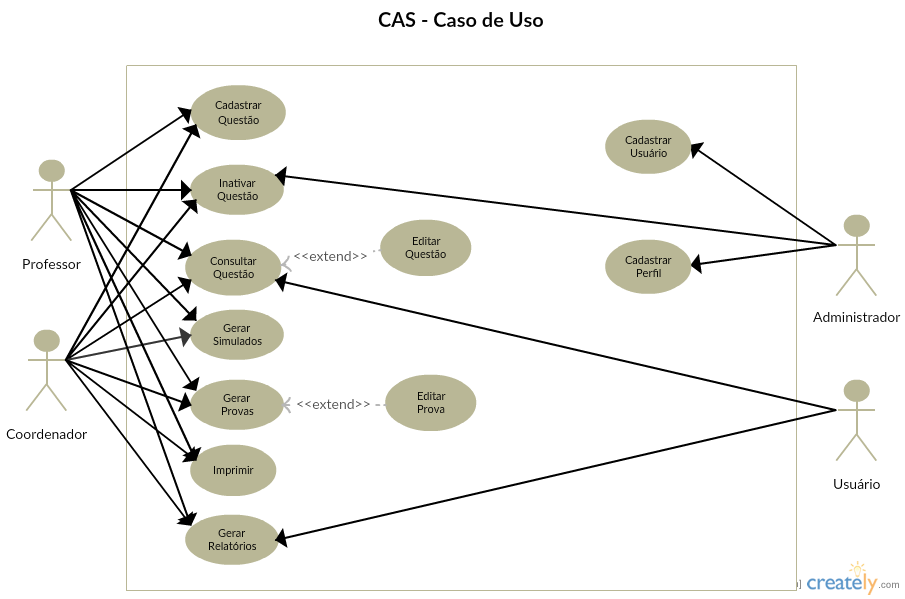 CAS - Caso de Uso
Cadastrar
Questão
Cadastrar
Usuário
Inativar
Questão
Professor
Consultar
Questão
<<extend>>
Editar
Questão
Cadastrar
Perfil
Administrador
Gerar
Simulados
Coordenador
Gerar
Provas
<<extend>>
Editar
Prova
Imprimir
Usuário
Gerar
Relatórios
creately.com